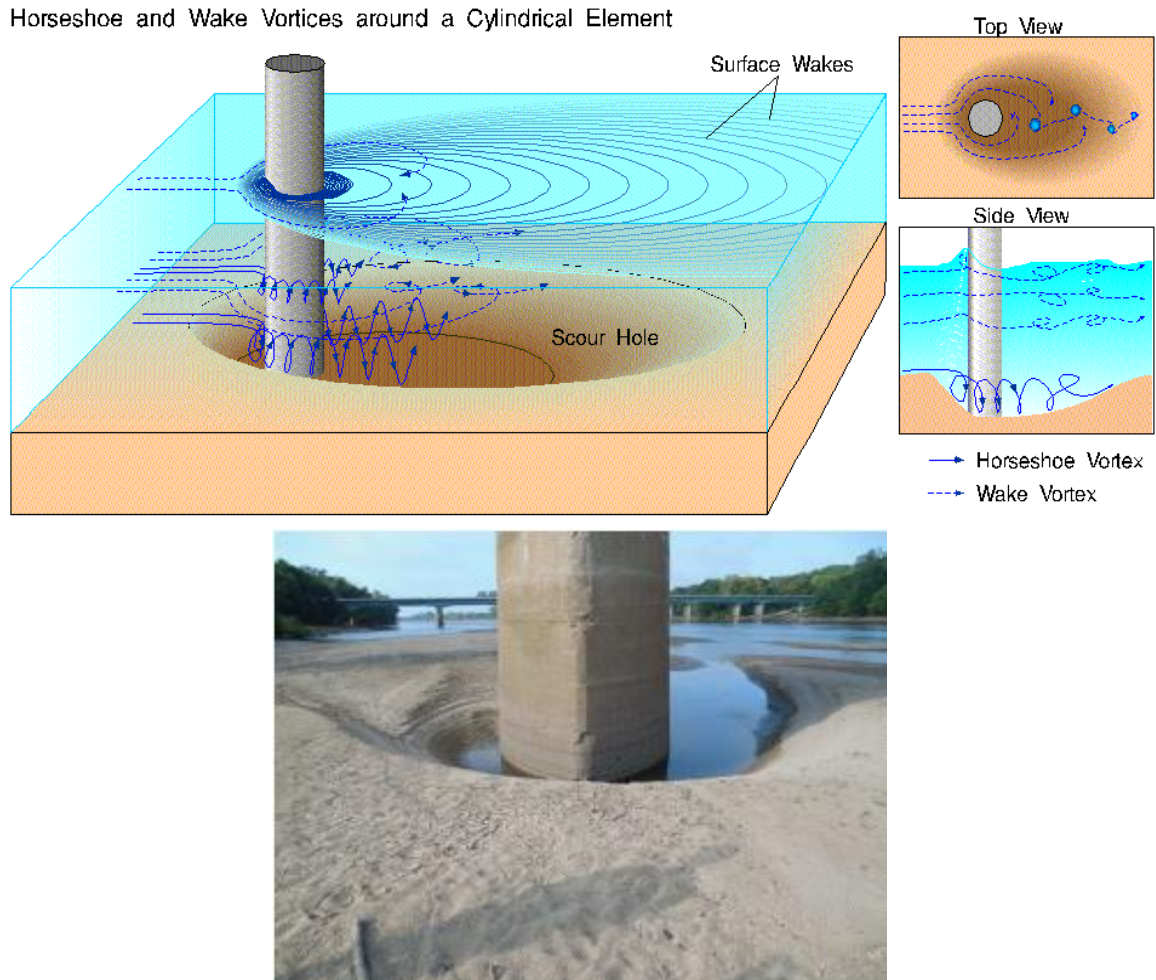 Horseshoe and Wake Vortices around a Cylindrical Element
Surface Wakes
Scour Hole
Top View
Side View
Horseshoe Vortex
Wake Vortex